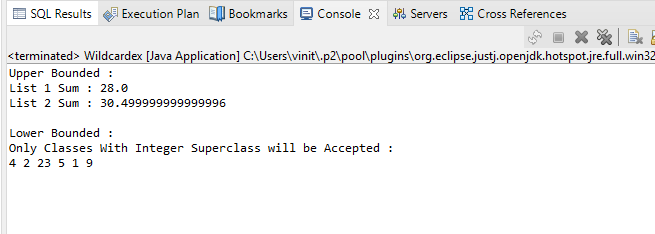 SQL Results Execution Plan Bookmarks Console Servers Cross References
<terminated> Wildcardex [Java Application] C:\Users\vinit\.p2\pool\plugins\org.eclipse.justj.openjdk.hotspot.jre.full.win32
Upper Bounded :
List 1 Sum : 28.0
List 2 Sum : 30.499999999999996
Lower Bounded :
Only Classes With Integer Superclass will be Accepted :
4 2 23 5 1 9